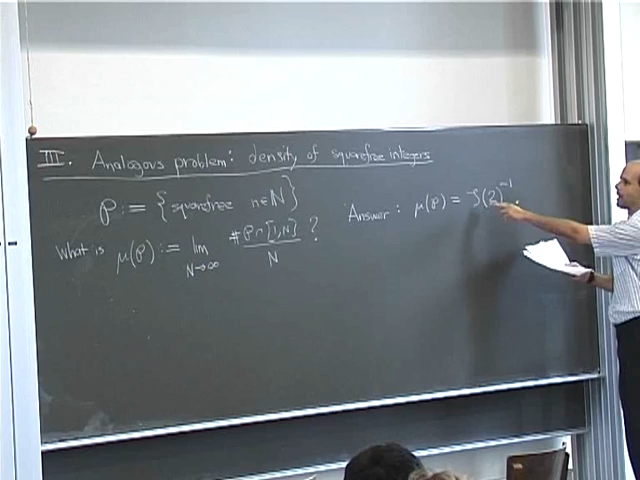 III. Analogous problem: density of squarefree integers
𝒫 := {squarefree n∈ℕ}
What is μ(𝒫) := lim N→∞ #𝒫∩[1,N] / N ?
Answer: μ(𝒫) = ζ(2)⁻¹.